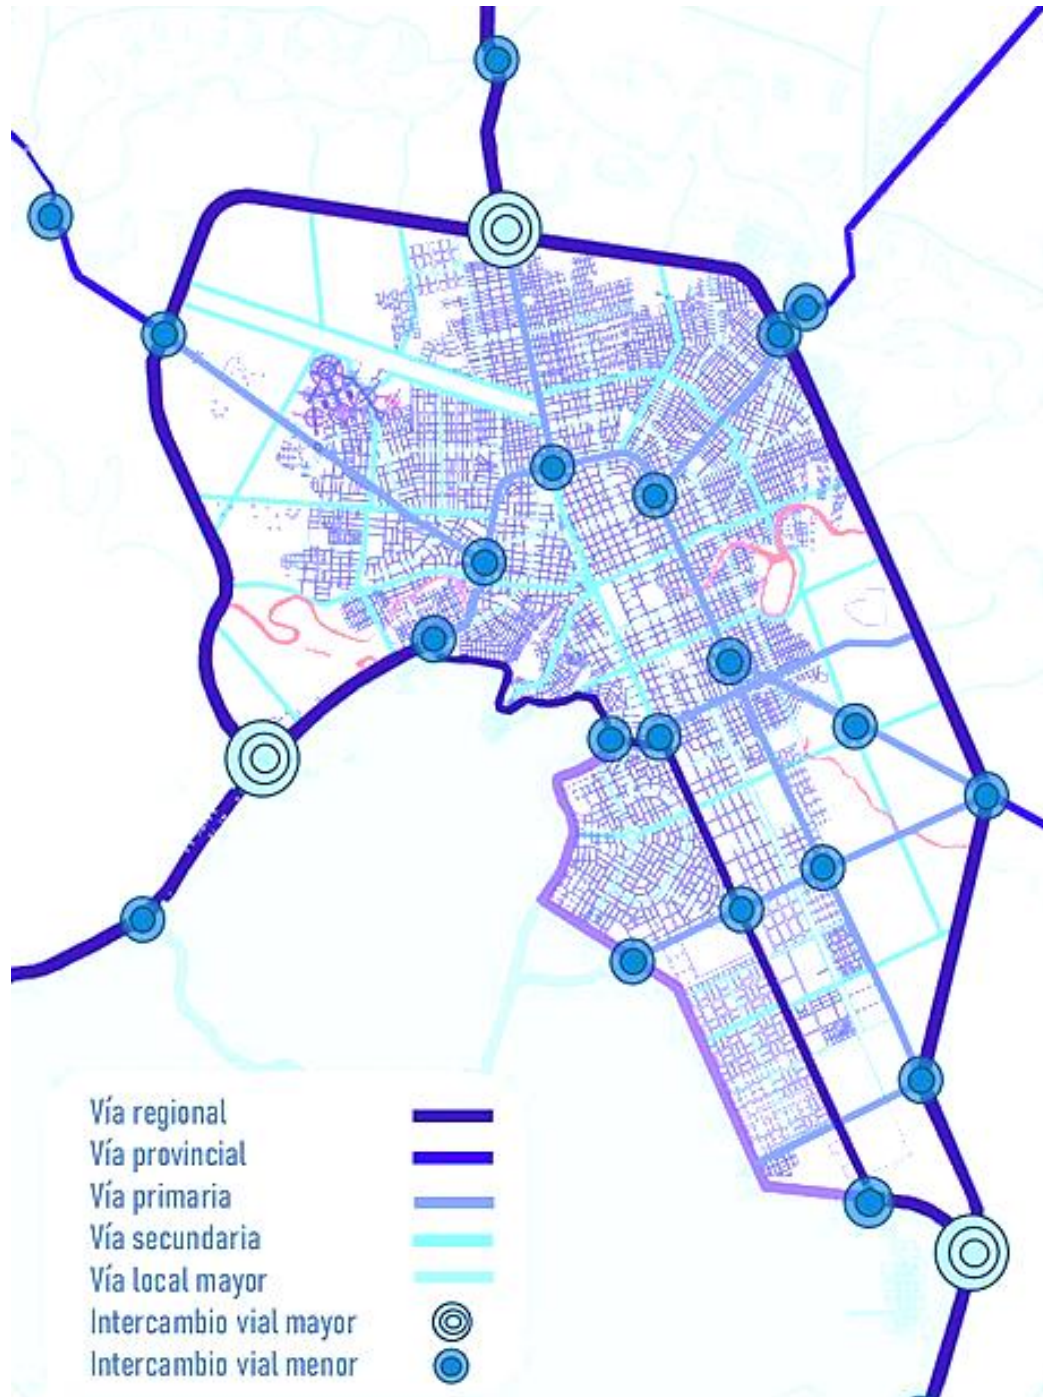 Vía regional
Vía provincial
Vía primaria
Vía secundaria
Vía local mayor
Intercambio vial mayor
Intercambio vial menor